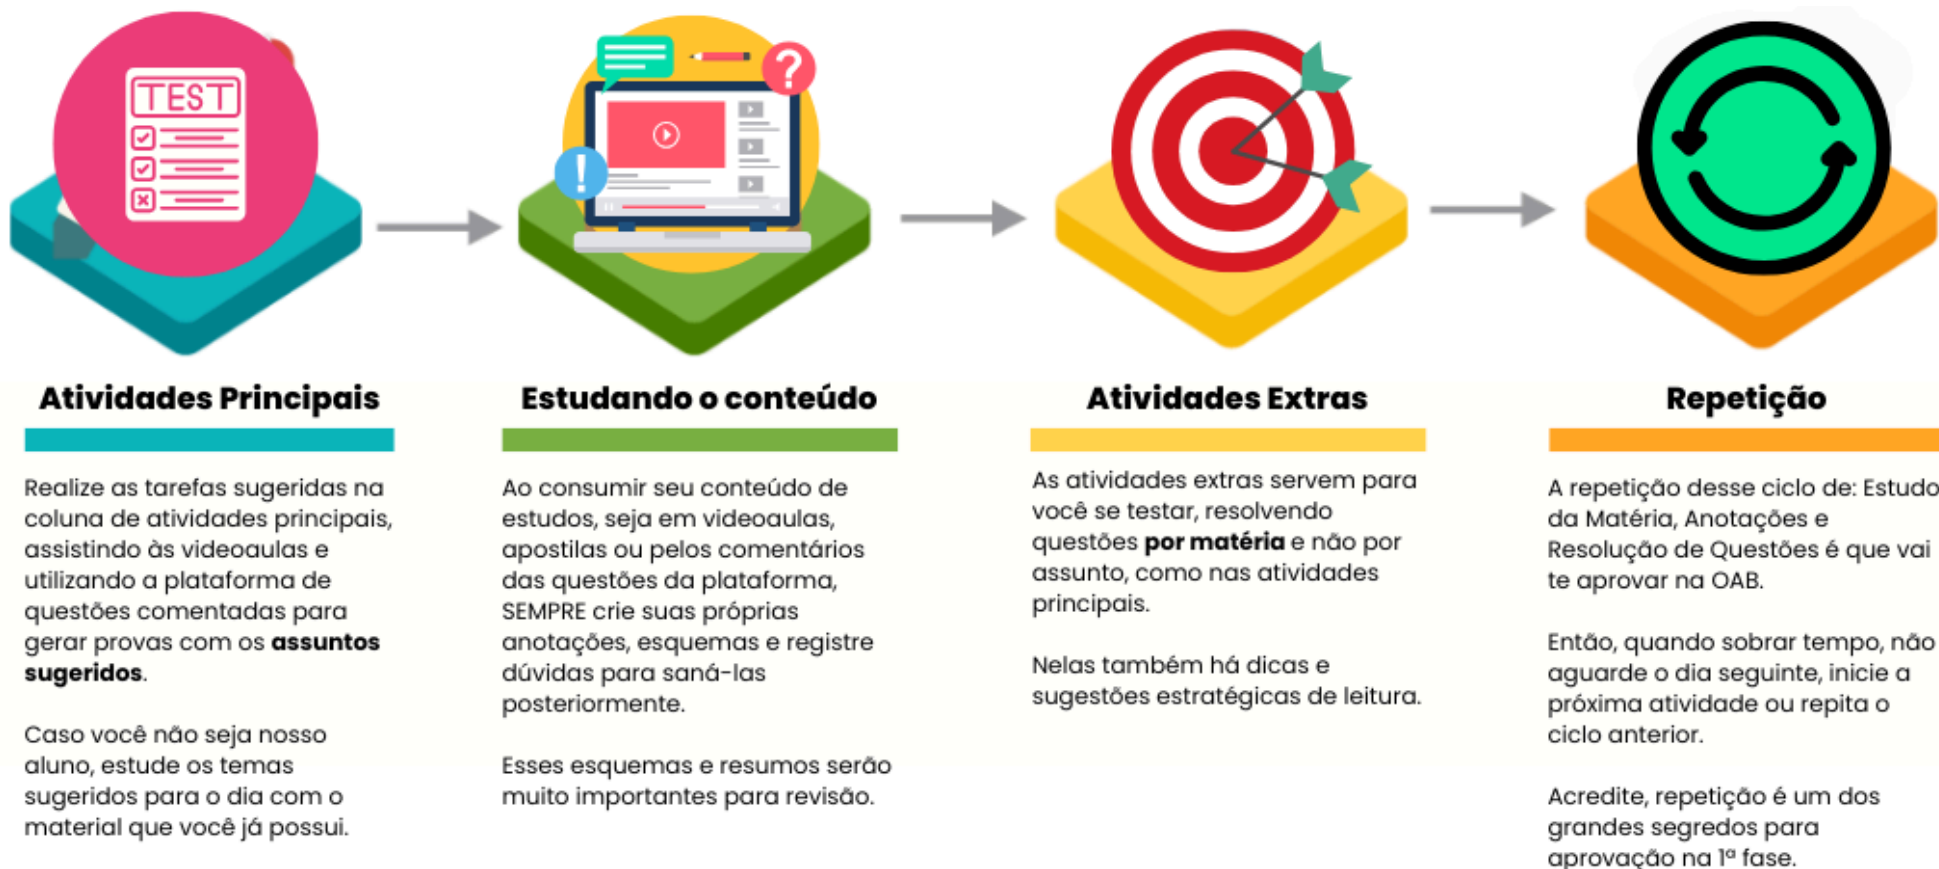 TEST
Atividades Principais
Realize as tarefas sugeridas na
coluna de atividades principais,
assistindo às videoaulas e
utilizando a plataforma de
questões comentadas para
gerar provas com os assuntos
sugeridos.
Caso você não seja nosso
aluno, estude os temas
sugeridos para o dia com o
material que você já possui.
?
!
Estudando o conteúdo
Ao consumir seu conteúdo de
estudos, seja em videoaulas,
apostilas ou pelos comentários
das questões da plataforma,
SEMPRE crie suas próprias
anotações, esquemas e registre
dúvidas para saná-las
posteriormente.
Esses esquemas e resumos serão
muito importantes para revisão.
Atividades Extras
As atividades extras servem para
você se testar, resolvendo
questões por matéria e não por
assunto, como nas atividades
principais.
Nelas também há dicas e
sugestões estratégicas de leitura.
Repetição
A repetição desse ciclo de: Estudo
da Matéria, Anotações e
Resolução de Questões é que vai
te aprovar na OAB.
Então, quando sobrar tempo, não
aguarde o dia seguinte, inicie a
próxima atividade ou repita o
ciclo anterior.
Acredite, repetição é um dos
grandes segredos para
aprovação na 1ª fase.